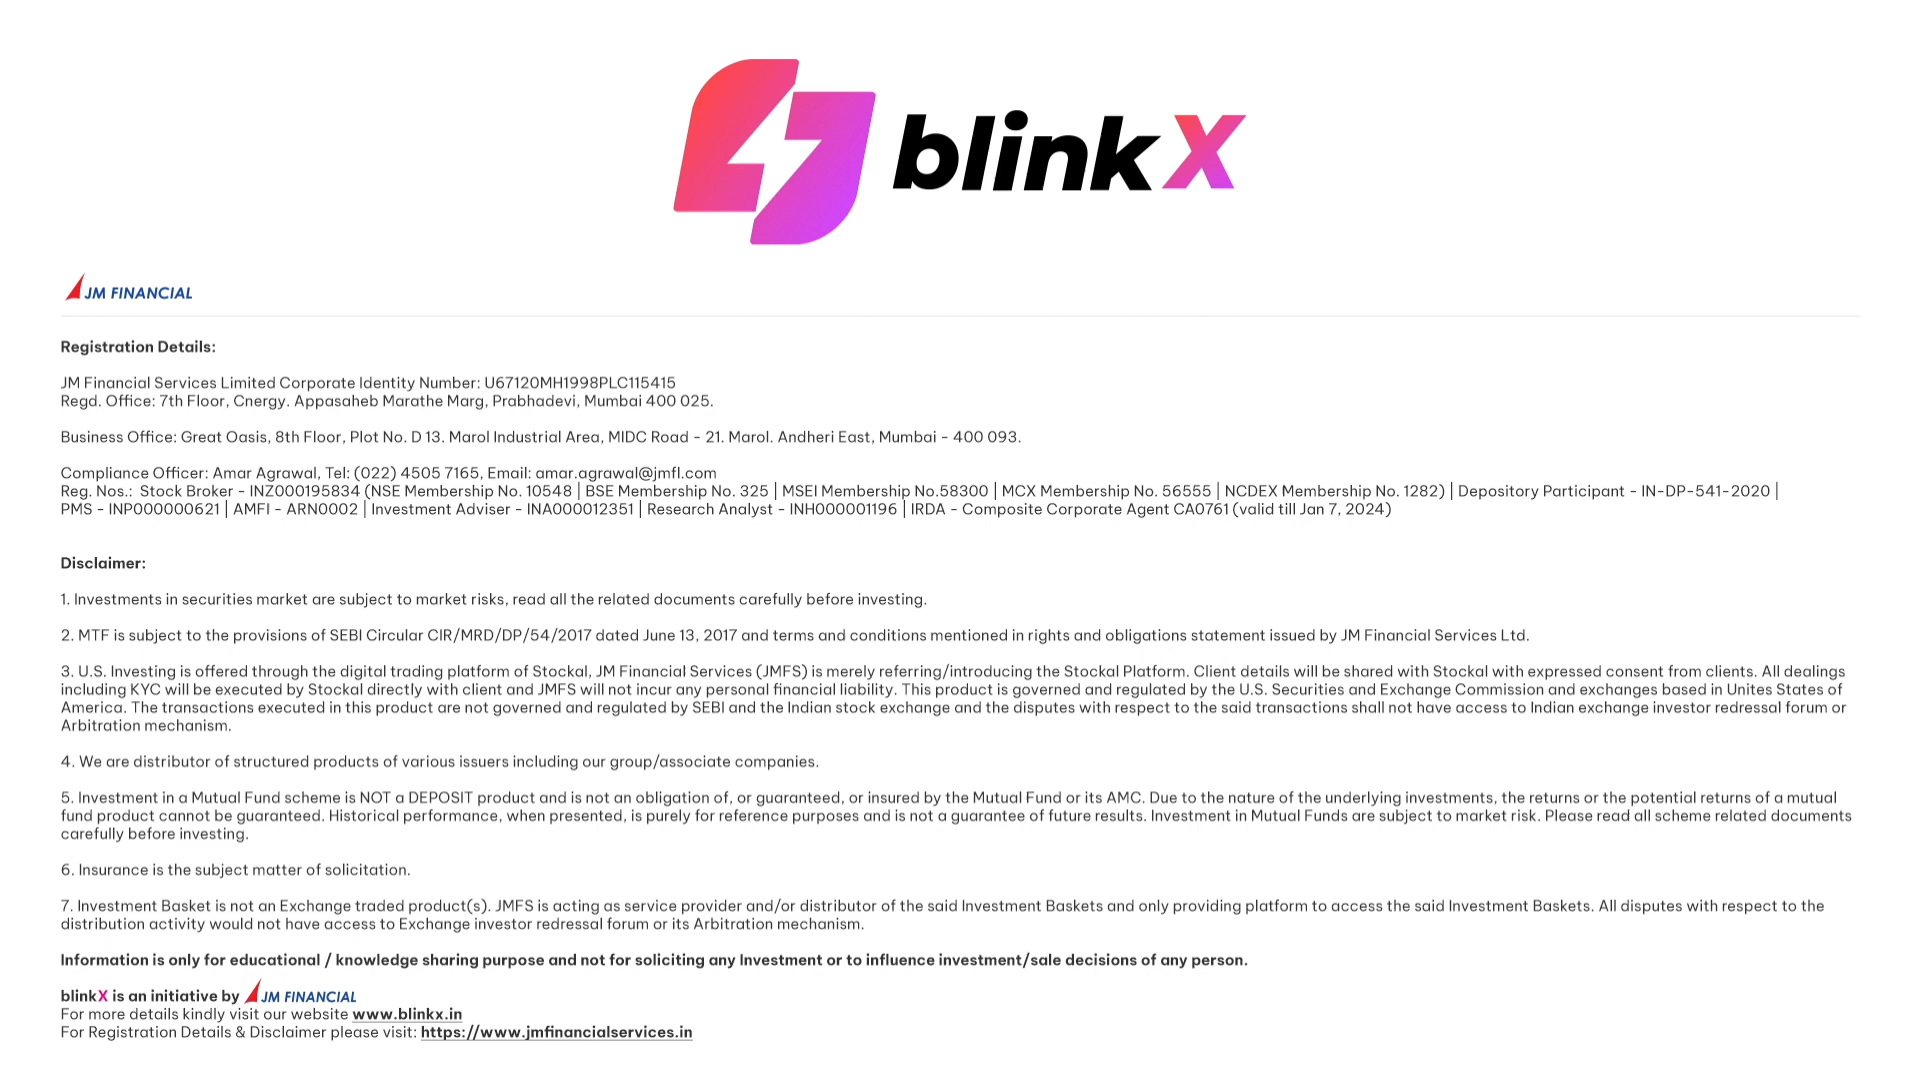 blinkX
JM FINANCIAL
Registration Details:
JM Financial Services Limited Corporate Identity Number: U67120MH1998PLC115415
Regd. Office: 7th Floor, Cnergy. Appasaheb Marathe Marg, Prabhadevi, Mumbai 400 025.
Business Office: Great Oasis, 8th Floor, Plot No. D 13. Marol Industrial Area, MIDC Road - 21. Marol. Andheri East, Mumbai - 400 093.
Compliance Officer: Amar Agrawal, Tel: (022) 4505 7165, Email: amar.agrawal@jmfl.com
Reg. Nos.: Stock Broker - INZ000195834 (NSE Membership No. 10548 | BSE Membership No. 325 | MSEI Membership No.58300 | MCX Membership No. 56555 | NCDEX Membership No. 1282) | Depository Participant - IN-DP-541-2020 |
PMS - INP000000621 | AMFI - ARN0002 | Investment Adviser - INA000012351 | Research Analyst - INH000001196 | IRDA - Composite Corporate Agent CA0761 (valid till Jan 7, 2024)
Disclaimer:
1. Investments in securities market are subject to market risks, read all the related documents carefully before investing.
2. MTF is subject to the provisions of SEBI Circular CIR/MRD/DP/54/2017 dated June 13, 2017 and terms and conditions mentioned in rights and obligations statement issued by JM Financial Services Ltd.
3. U.S. Investing is offered through the digital trading platform of Stockal, JM Financial Services (JMFS) is merely referring/introducing the Stockal Platform. Client details will be shared with Stockal with expressed consent from clients. All dealings
including KYC will be executed by Stockal directly with client and JMFS will not incur any personal financial liability. This product is governed and regulated by the U.S. Securities and Exchange Commission and exchanges based in Unites States of
America. The transactions executed in this product are not governed and regulated by SEBI and the Indian stock exchange and the disputes with respect to the said transactions shall not have access to Indian exchange investor redressal forum or
Arbitration mechanism.
4. We are distributor of structured products of various issuers including our group/associate companies.
5. Investment in a Mutual Fund scheme is NOT a DEPOSIT product and is not an obligation of, or guaranteed, or insured by the Mutual Fund or its AMC. Due to the nature of the underlying investments, the returns or the potential returns of a mutual
fund product cannot be guaranteed. Historical performance, when presented, is purely for reference purposes and is not a guarantee of future results. Investment in Mutual Funds are subject to market risk. Please read all scheme related documents
carefully before investing.
6. Insurance is the subject matter of solicitation.
7. Investment Basket is not an Exchange traded product(s). JMFS is acting as service provider and/or distributor of the said Investment Baskets and only providing platform to access the said Investment Baskets. All disputes with respect to the
distribution activity would not have access to Exchange investor redressal forum or its Arbitration mechanism.
Information is only for educational / knowledge sharing purpose and not for soliciting any Investment or to influence investment/sale decisions of any person.
blinkX is an initiative by JM FINANCIAL
For more details kindly visit our website www.blinkx.in
For Registration Details & Disclaimer please visit: https://www.jmfinancialservices.in